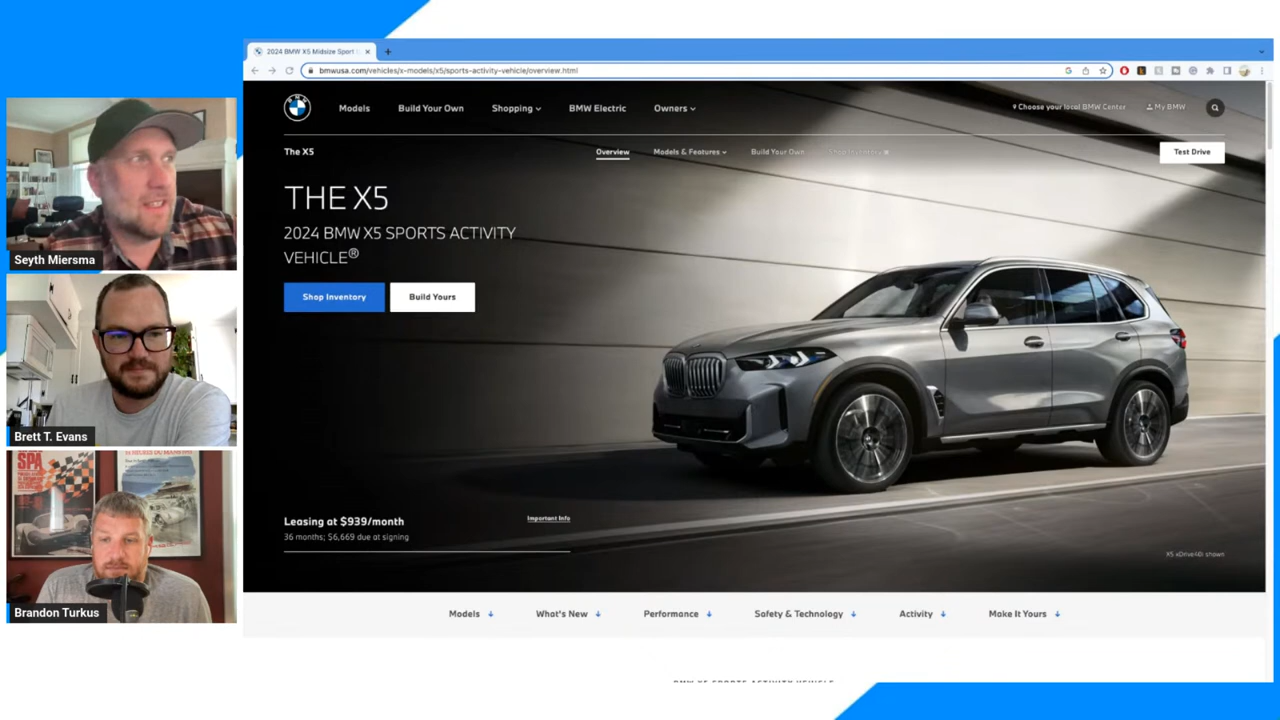 2024 BMW X5 Midsize Sport
bmwusa.com/vehicles/x-models/x5/sports-activity-vehicle/overview.html
BMW
Models
Build Your Own
Shopping
BMW Electric
Owners
Choose your local BMW Center
My BMW
The X5
Overview
Models & Features
Build Your Own
Shop Inventory
Test Drive
THE X5
2024 BMW X5 SPORTS ACTIVITY
VEHICLE®
Shop Inventory
Build Yours
Leasing at $939/month
Important Info
36 months; $6,669 due at signing
X5 xDrive40i shown
Models
What's New
Performance
Safety & Technology
Activity
Make It Yours
Seyth Miersma
Brett T. Evans
SPA
Brandon Turkus